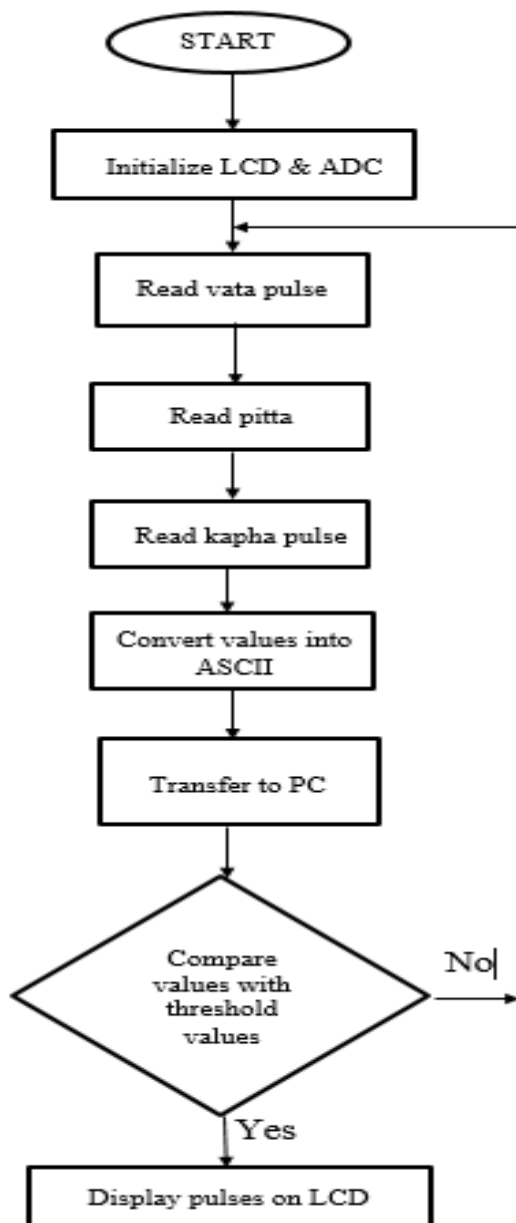 START
Initialize LCD & ADC
Read vata pulse
Read pitta
Read kapha pulse
Convert values into
ASCII
Transfer to PC
Compare
values with
threshold
values
No
Yes
Display pulses on LCD